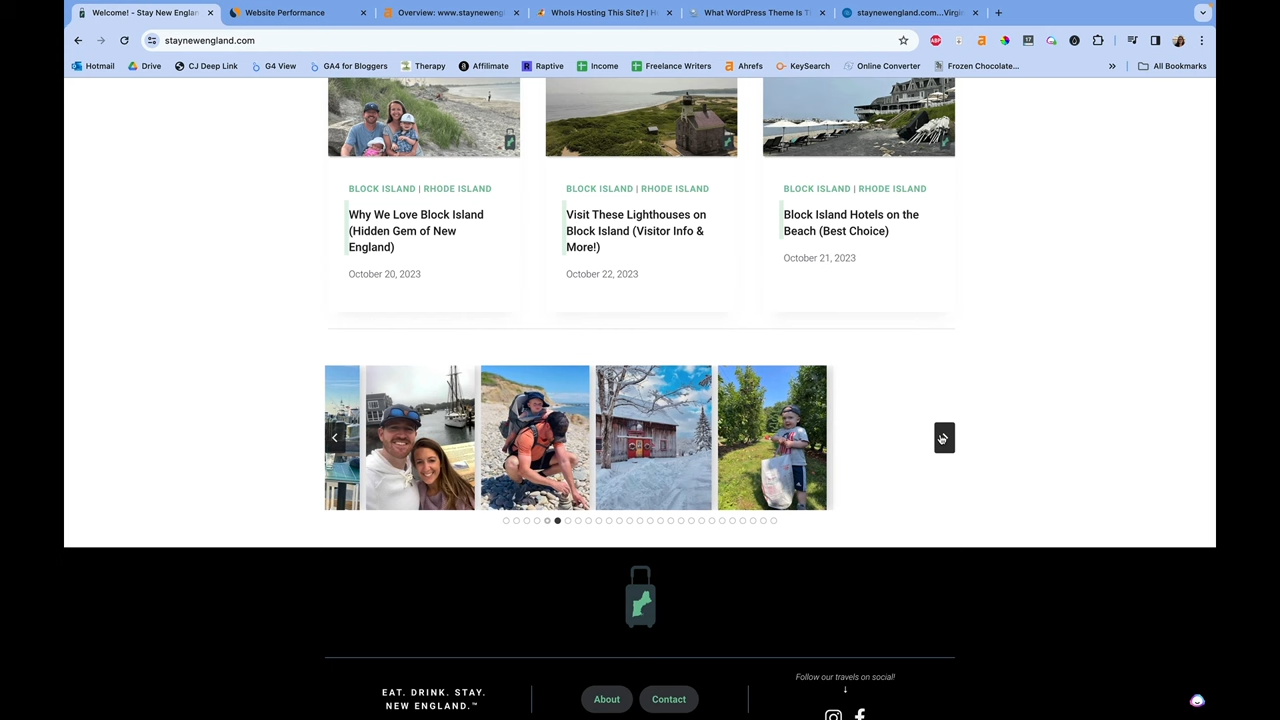 Welcome! - Stay New Englan
Website Performance
Overview: www.staynewengl
WhoIs Hosting This Site? | H
What WordPress Theme Is T
staynewengland.com...Virgi
staynewengland.com
Hotmail
Drive
CJ Deep Link
G4 View
GA4 for Bloggers
Therapy
Affilimate
Raptive
Income
Freelance Writers
Ahrefs
KeySearch
Online Converter
Frozen Chocolate...
»
All Bookmarks
BLOCK ISLAND | RHODE ISLAND
Why We Love Block Island
(Hidden Gem of New
England)
October 20, 2023
BLOCK ISLAND | RHODE ISLAND
Visit These Lighthouses on
Block Island (Visitor Info &
More!)
October 22, 2023
BLOCK ISLAND | RHODE ISLAND
Block Island Hotels on the
Beach (Best Choice)
October 21, 2023
EAT. DRINK. STAY.
NEW ENGLAND.™
About
Contact
Follow our travels on social!
↓